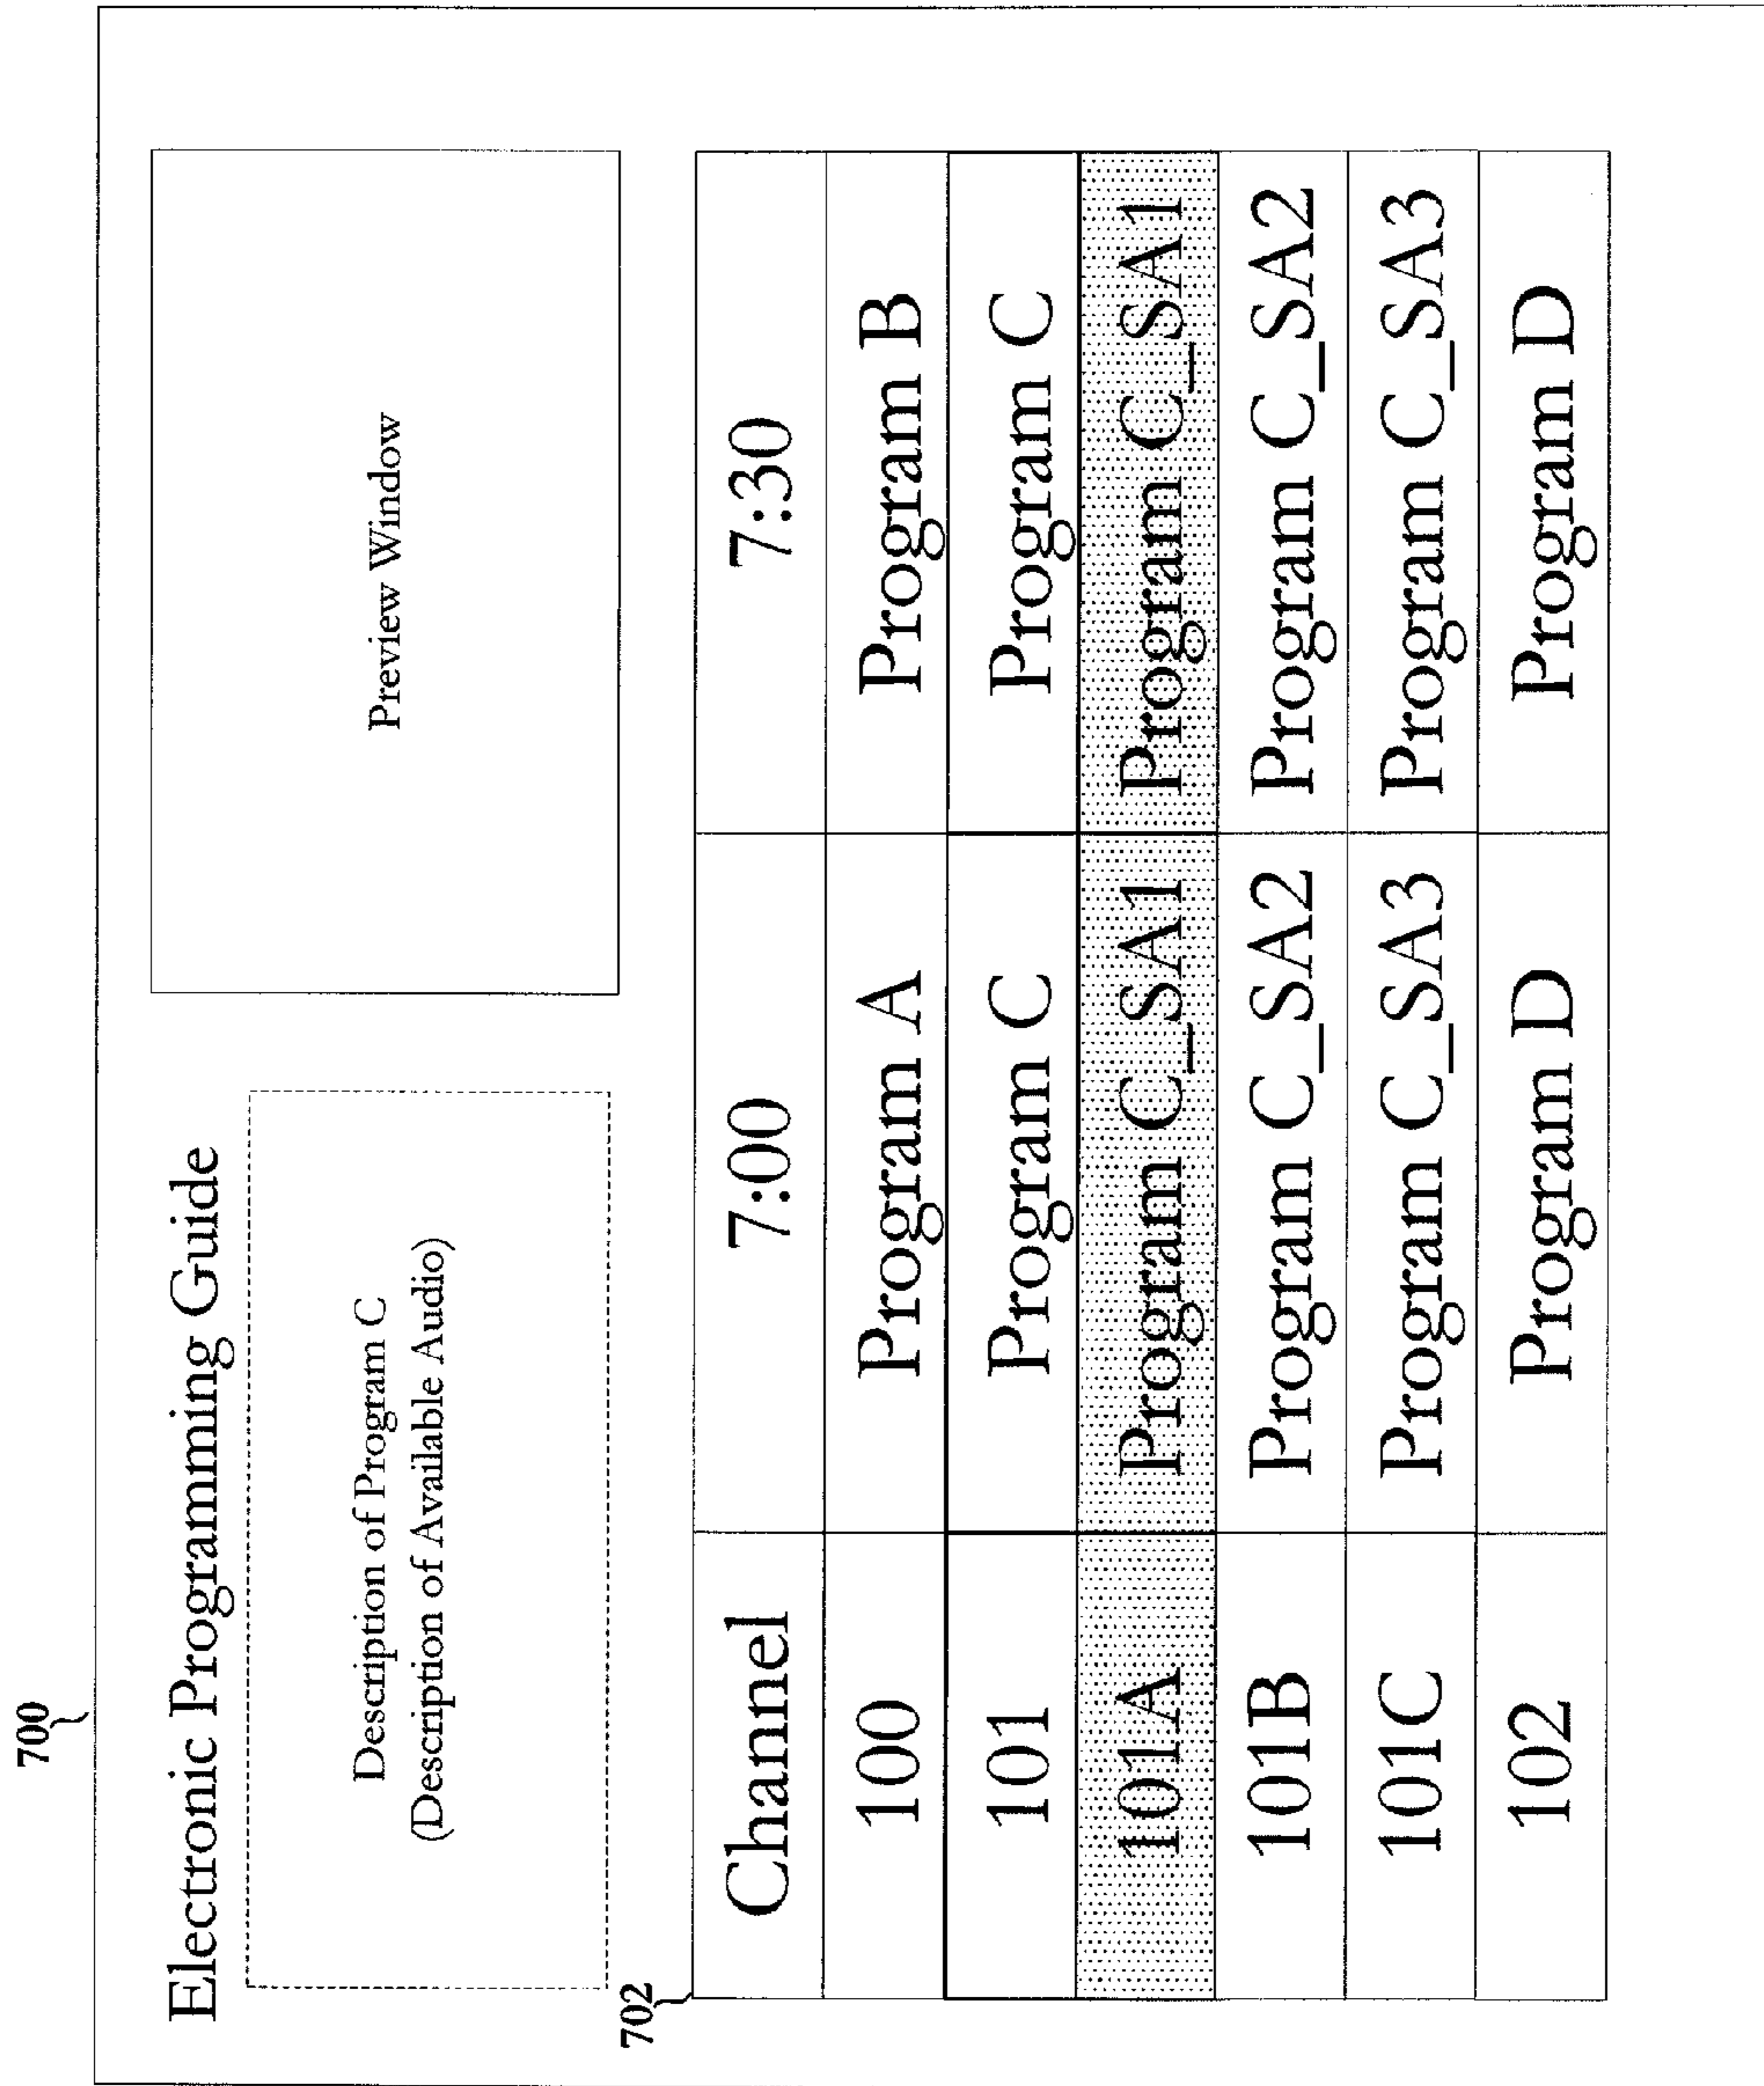 700
Electronic Programming Guide
Description of Program C
(Description of Available Audio)
Preview Window
702
Channel 7:00 7:30
100 Program A Program B
101 Program C Program C
101A Program C_SA1 Program C_SA1
101B Program C_SA2 Program C_SA2
101C Program C_SA3 Program C_SA3
102 Program D Program D